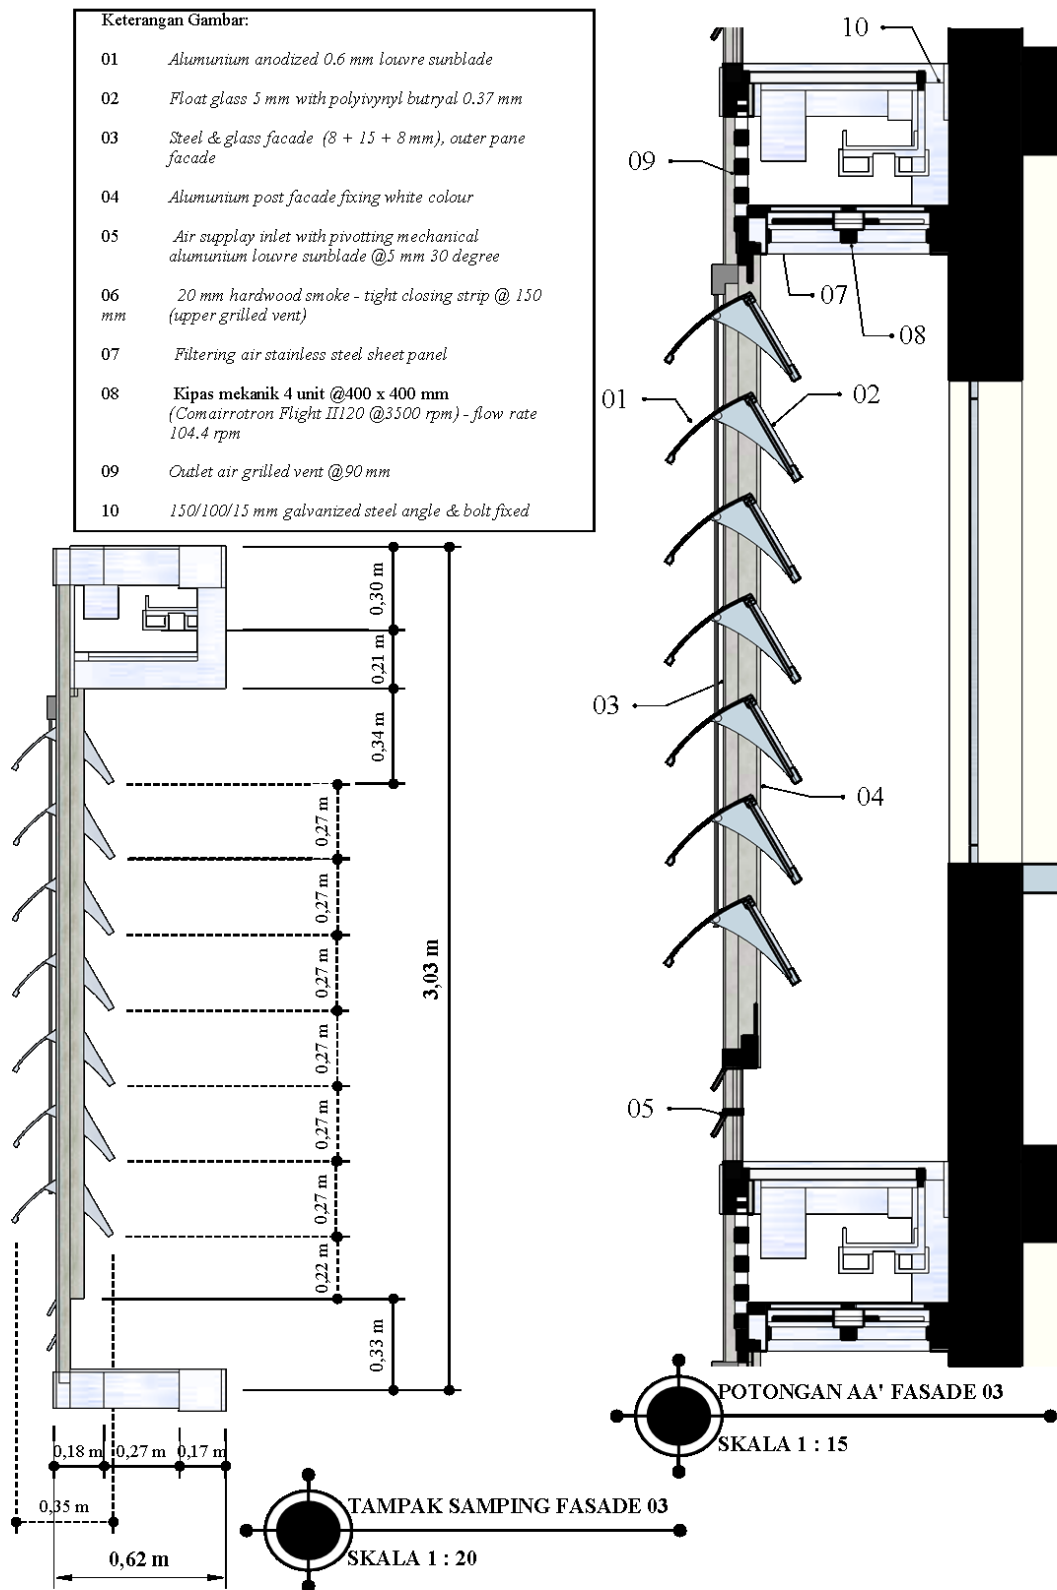 Keterangan Gambar:
01 Alumunium anodized 0.6 mm louvre sunblade
02 Float glass 5 mm with polyivynyl butryal 0.37 mm
03 Steel & glass facade (8 + 15 + 8 mm), outer pane
facade
04 Alumunium post facade fixing white colour
05 Air supplay inlet with pivotting mechanical
alumunium louvre sunblade @5 mm 30 degree
06 20 mm hardwood smoke - tight closing strip @ 150
mm (upper grilled vent)
07 Filtering air stainless steel sheet panel
08 Kipas mekanik 4 unit @400 x 400 mm
(Comairrotron Flight II120 @3500 rpm) - flow rate
104.4 rpm
09 Outlet air grilled vent @90 mm
10 150/100/15 mm galvanized steel angle & bolt fixed
0,30 m
0,21 m
0,34 m
0,27 m
0,27 m
0,27 m
0,27 m
0,27 m
0,27 m
0,22 m
0,33 m
3,03 m
0,18 m
0,27 m
0,17 m
0,35 m
0,62 m
TAMPAK SAMPING FASADE 03
SKALA 1 : 20
10
09
07
08
01
02
03
04
05
POTONGAN AA' FASADE 03
SKALA 1 : 15